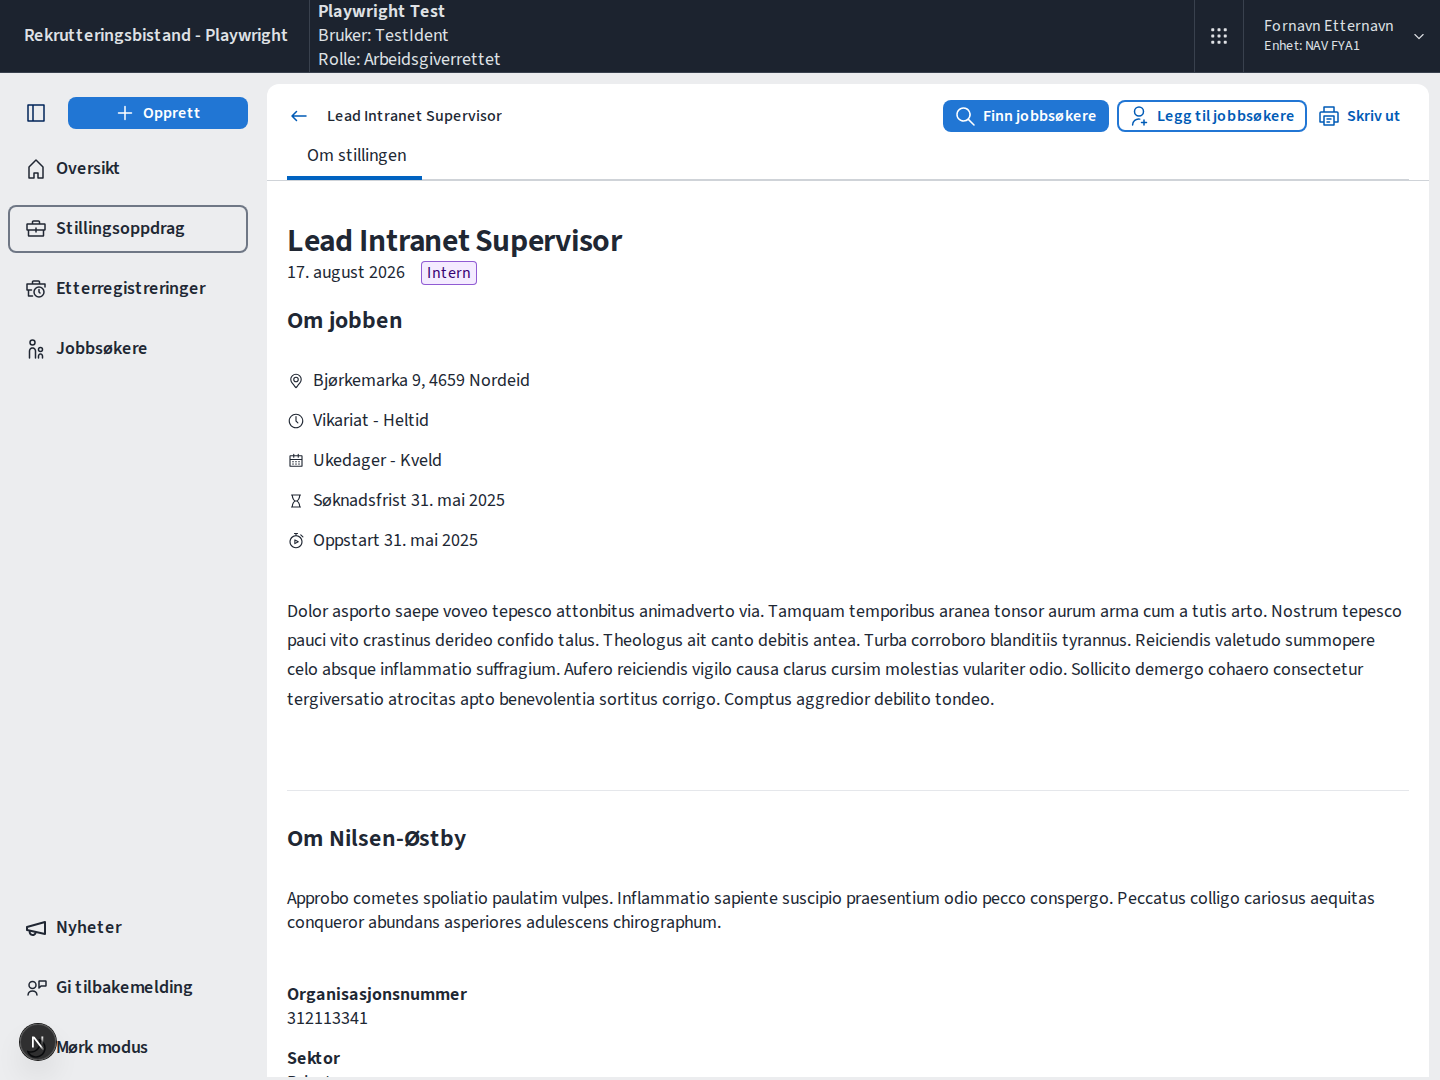 Rekrutteringsbistand - Playwright
Playwright Test
Bruker: TestIdent
Rolle: Arbeidsgiverrettet
Fornavn Etternavn
Enhet: NAV FYA1
Opprett
Oversikt
Stillingsoppdrag
Etterregistreringer
Jobbsøkere
Nyheter
Gi tilbakemelding
N
Mørk modus
Lead Intranet Supervisor
Finn jobbsøkere
Legg til jobbsøkere
Skriv ut
Om stillingen
Lead Intranet Supervisor
17. august 2026
Intern
Om jobben
Bjørkemarka 9, 4659 Nordeid
Vikariat - Heltid
Ukedager - Kveld
Søknadsfrist 31. mai 2025
Oppstart 31. mai 2025
Dolor asporto saepe voveo tepesco attonbitus animadverto via. Tamquam temporibus aranea tonsor aurum arma cum a tutis arto. Nostrum tepesco
pauci vito crastinus derideo confido talus. Theologus ait canto debitis antea. Turba corroboro blanditiis tyrannus. Reiciendis valetudo summopere
celo absque inflammatio suffragium. Aufero reiciendis vigilo causa clarus cursim molestias vulariter odio. Sollicito demergo cohaero consectetur
tergiversatio atrocitas apto benevolentia sortitus corrigo. Comptus aggredior debilito tondeo.
Om Nilsen-Østby
Approbo cometes spoliatio paulatim vulpes. Inflammatio sapiente suscipio praesentium odio pecco conspergo. Peccatus colligo cariosus aequitas
conqueror abundans asperiores adulescens chirographum.
Organisasjonsnummer
312113341
Sektor